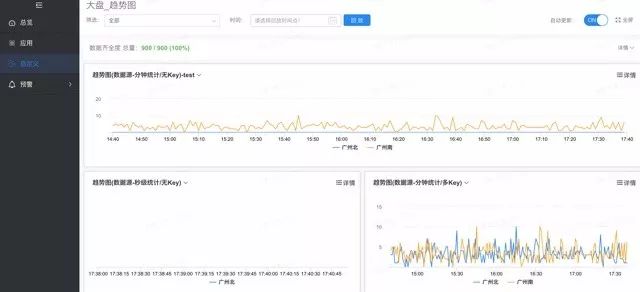 大盘_趋势图
总览
应用
自定义
预警
筛选: 全部
时间: 请选择回放时间点! 回放
自动更新: ON 全屏
数据齐全度 总量: 900 / 900 (100%)
趋势图(数据源-分钟统计/无Key)-test 详情
20
10
14:40 14:50 15:00 15:10 15:20 15:30 15:40 15:50 16:00 16:10 16:20 16:30 16:40 16:50 17:00 17:10 17:20 17:30 17:40
广州北 广州南
趋势图(数据源-秒级统计/无Key) 详情
17:38:00 17:38:15 17:38:30 17:38:45 17:39:00 17:39:15 17:39:30 17:39:45 17:40:00 17:40:15 17:40:30 17:40:45
广州北
趋势图(数据源-分钟统计/多Key) 详情
15
10
5
15:00 15:30 16:00 16:30 17:00 17:30
广州北 广州南